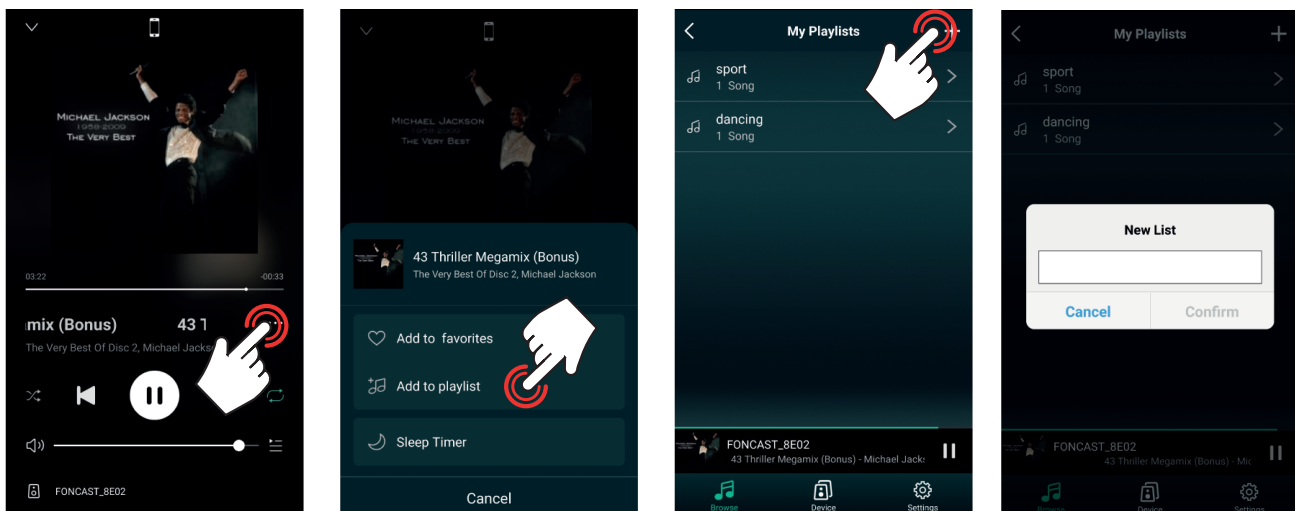 MICHAEL JACKSON
1958-2009
THE VERY BEST
03:22
-00:33
mix (Bonus) 43 T
The Very Best Of Disc 2, Michael Jacks
FONCAST_8E02
MICHAEL JACKSON
1958-2009
THE VERY BEST
43 Thriller Megamix (Bonus)
The Very Best Of Disc 2, Michael Jackson
Add to favorites
Add to playlist
Sleep Timer
Cancel
My Playlists
sport
1 Song
dancing
1 Song
FONCAST_8E02
43 Thriller Megamix (Bonus) - Michael Jack
Browse
Device
Settings
My Playlists
sport
1 Song
dancing
1 Song
New List
Cancel
Confirm
FONCAST_8E02
43 Thriller Megamix (Bonus) - Mic
Browse
Device
Settings